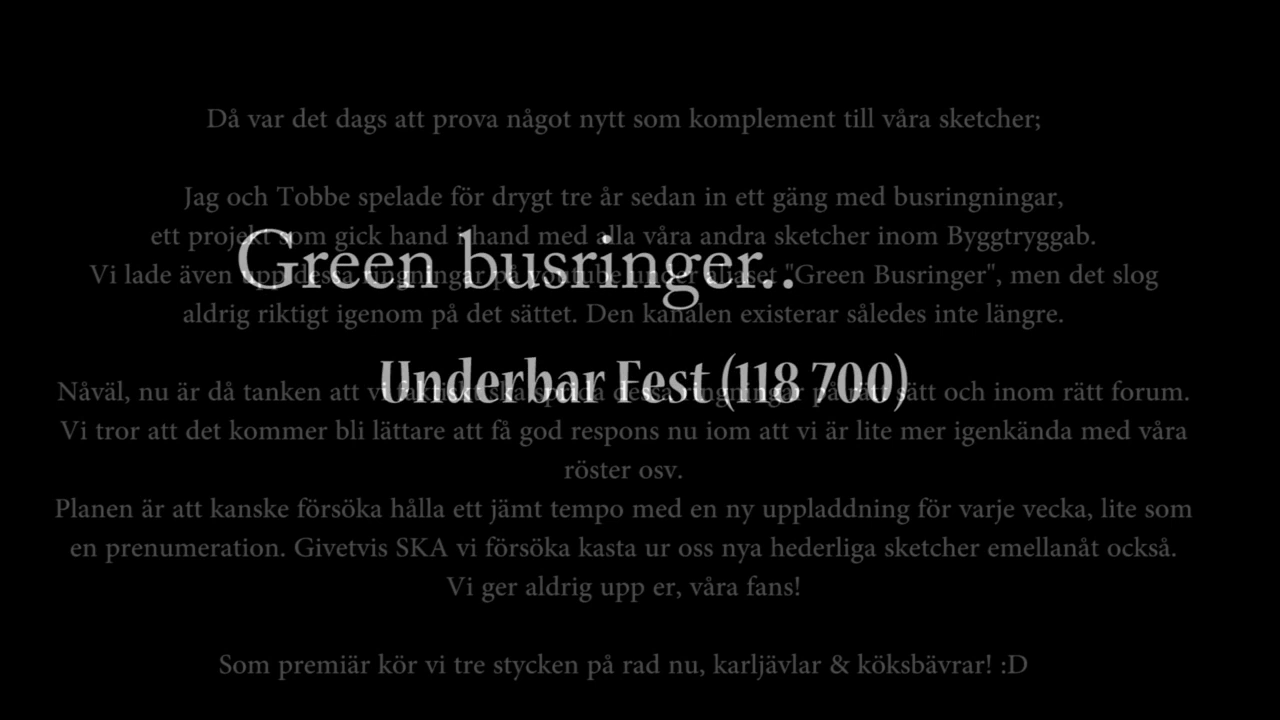 Då var det dags att prova något nytt som komplement till våra sketcher;
Jag och Tobbe spelade för drygt tre år sedan in ett gäng med busringningar,
ett projekt som gick hand i hand med alla våra andra sketcher inom Byggtryggab.
Green busringer..
Vi lade även upp dessa ringningar på youtube under aliaset "Green Busringer", men det slog
aldrig riktigt igenom på det sättet. Den kanalen existerar således inte längre.
Underbar Fest (118 700)
Nåväl, nu är då tanken att vi faktiskt ska sprida dessa ringningar på rätt sätt och inom rätt forum.
Vi tror att det kommer bli lättare att få god respons nu iom att vi är lite mer igenkända med våra
röster osv.
Planen är att kanske försöka hålla ett jämt tempo med en ny uppladdning för varje vecka, lite som
en prenumeration. Givetvis SKA vi försöka kasta ur oss nya hederliga sketcher emellanåt också.
Vi ger aldrig upp er, våra fans!
Som premiär kör vi tre stycken på rad nu, karljävlar & köksbävrar! :D